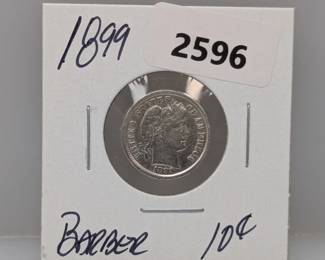 1899
2596
UNITED STATES OF AMERICA
BARBER 10¢